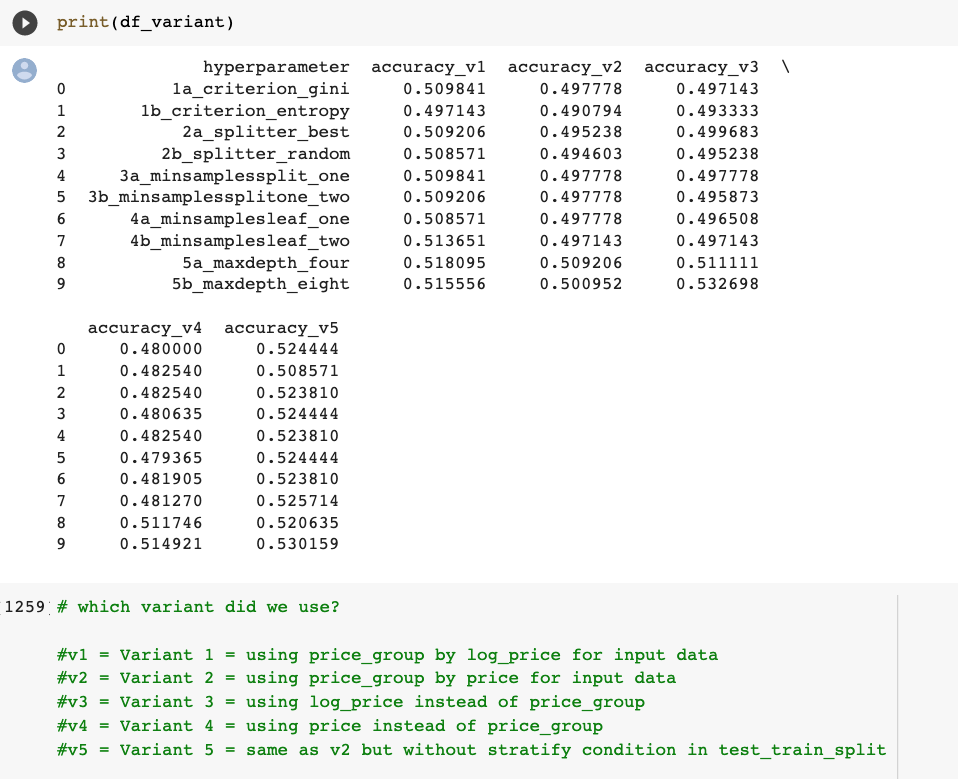 print(df_variant)
hyperparameter accuracy_v1 accuracy_v2 accuracy_v3 \
0 1a_criterion_gini 0.509841 0.497778 0.497143
1 1b_criterion_entropy 0.497143 0.490794 0.493333
2 2a_splitter_best 0.509206 0.495238 0.499683
3 2b_splitter_random 0.508571 0.494603 0.495238
4 3a_minsamplessplit_one 0.509841 0.497778 0.497778
5 3b_minsamplessplitone_two 0.509206 0.497778 0.495873
6 4a_minsamplesleaf_one 0.508571 0.497778 0.496508
7 4b_minsamplesleaf_two 0.513651 0.497143 0.497143
8 5a_maxdepth_four 0.518095 0.509206 0.511111
9 5b_maxdepth_eight 0.515556 0.500952 0.532698
accuracy_v4 accuracy_v5
0 0.480000 0.524444
1 0.482540 0.508571
2 0.482540 0.523810
3 0.480635 0.524444
4 0.482540 0.523810
5 0.479365 0.524444
6 0.481905 0.523810
7 0.481270 0.525714
8 0.511746 0.520635
9 0.514921 0.530159
[1259] # which variant did we use?
#v1 = Variant 1 = using price_group by log_price for input data
#v2 = Variant 2 = using price_group by price for input data
#v3 = Variant 3 = using log_price instead of price_group
#v4 = Variant 4 = using price instead of price_group
#v5 = Variant 5 = same as v2 but without stratify condition in test_train_split